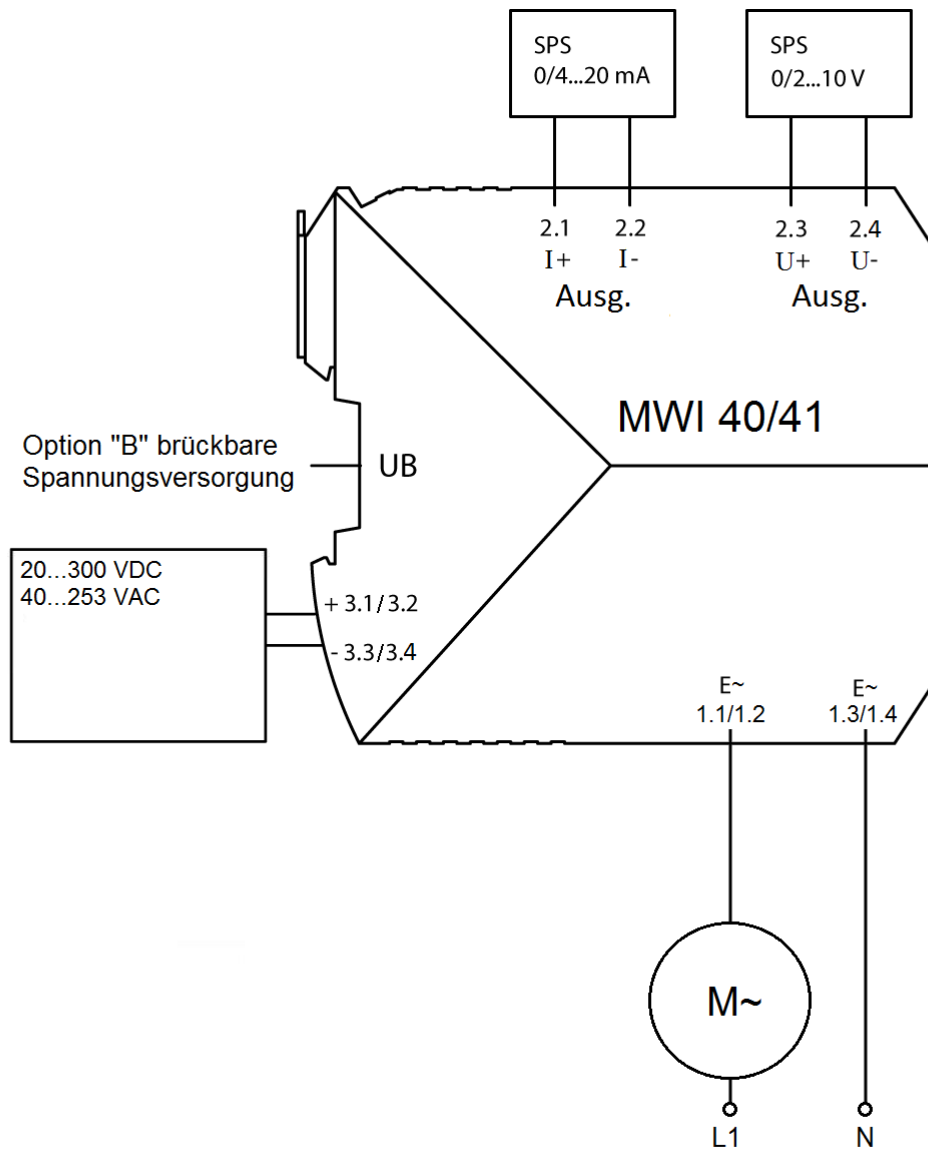 SPS
0/4...20 mA
SPS
0/2...10 V
2.1
2.2
2.3
2.4
I+
I-
U+
U-
Ausg.
Ausg.
MWI 40/41
Option "B" brückbare
Spannungsversorgung
UB
20...300 VDC
40...253 VAC
+ 3.1/3.2
- 3.3/3.4
E~
1.1/1.2
E~
1.3/1.4
M~
L1
N